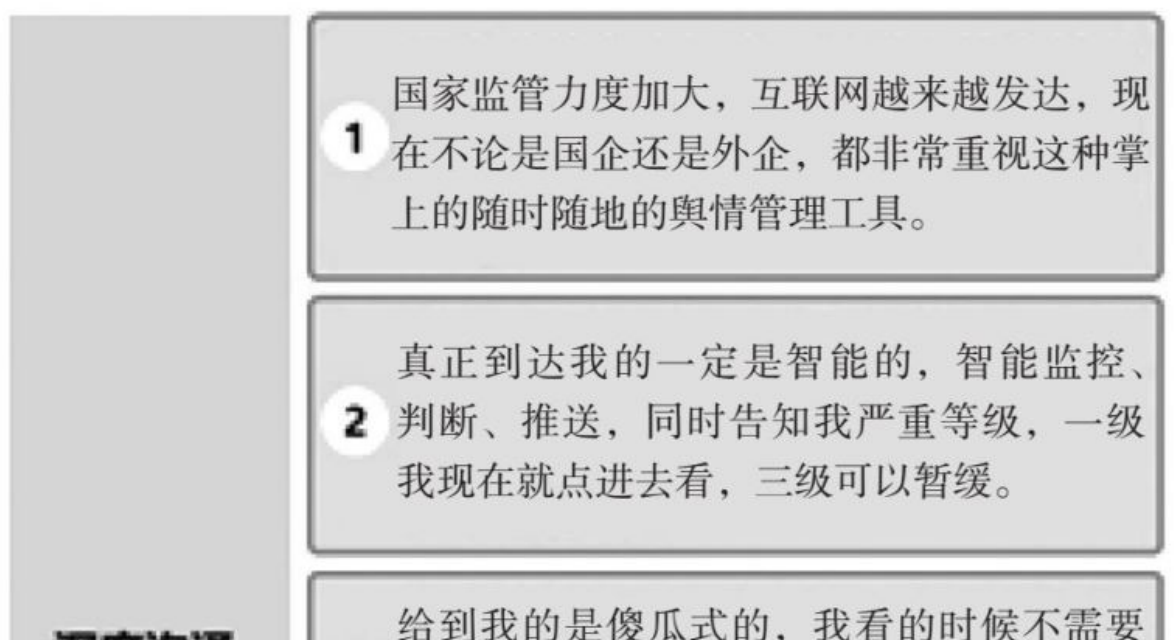 1
国家监管力度加大，互联网越来越发达，现
在不论是国企还是外企，都非常重视这种掌
上的随时随地的舆情管理工具。
2
真正到达我的一定是智能的，智能监控、
判断、推送，同时告知我严重等级，一级
我现在就点进去看，三级可以暂缓。
给到我的是傻瓜式的，我看的时候不需要